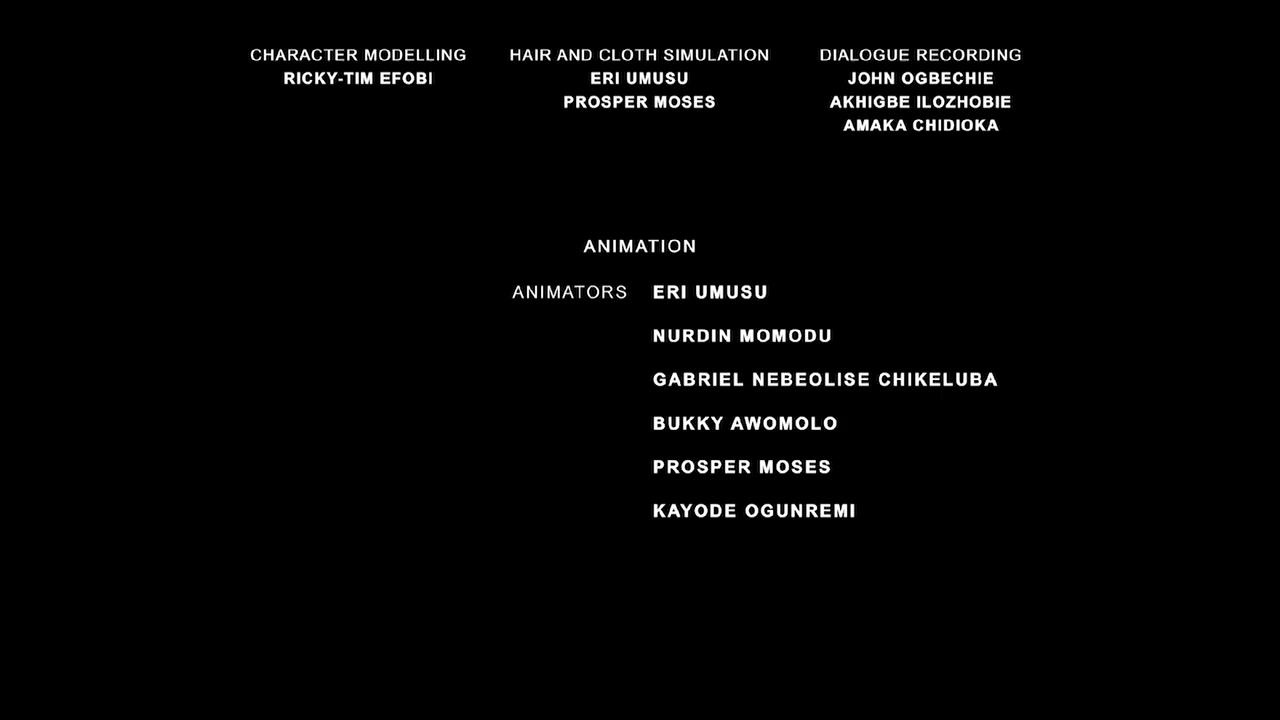 CHARACTER MODELLING
RICKY-TIM EFOBI
HAIR AND CLOTH SIMULATION
ERI UMUSU
PROSPER MOSES
DIALOGUE RECORDING
JOHN OGBECHIE
AKHIGBE ILOZHOBIE
AMAKA CHIDIOKA
ANIMATION
ANIMATORS ERI UMUSU
NURDIN MOMODU
GABRIEL NEBEOLISE CHIKELUBA
BUKKY AWOMOLO
PROSPER MOSES
KAYODE OGUNREMI